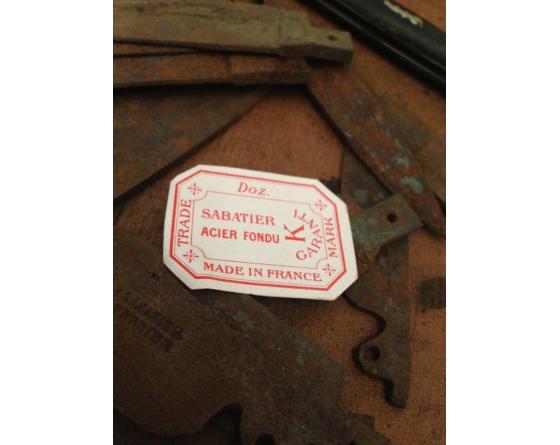 Doz.
TRADE
SABATIER
ACIER FONDU
K
GARANTI
MARK
MADE IN FRANCE